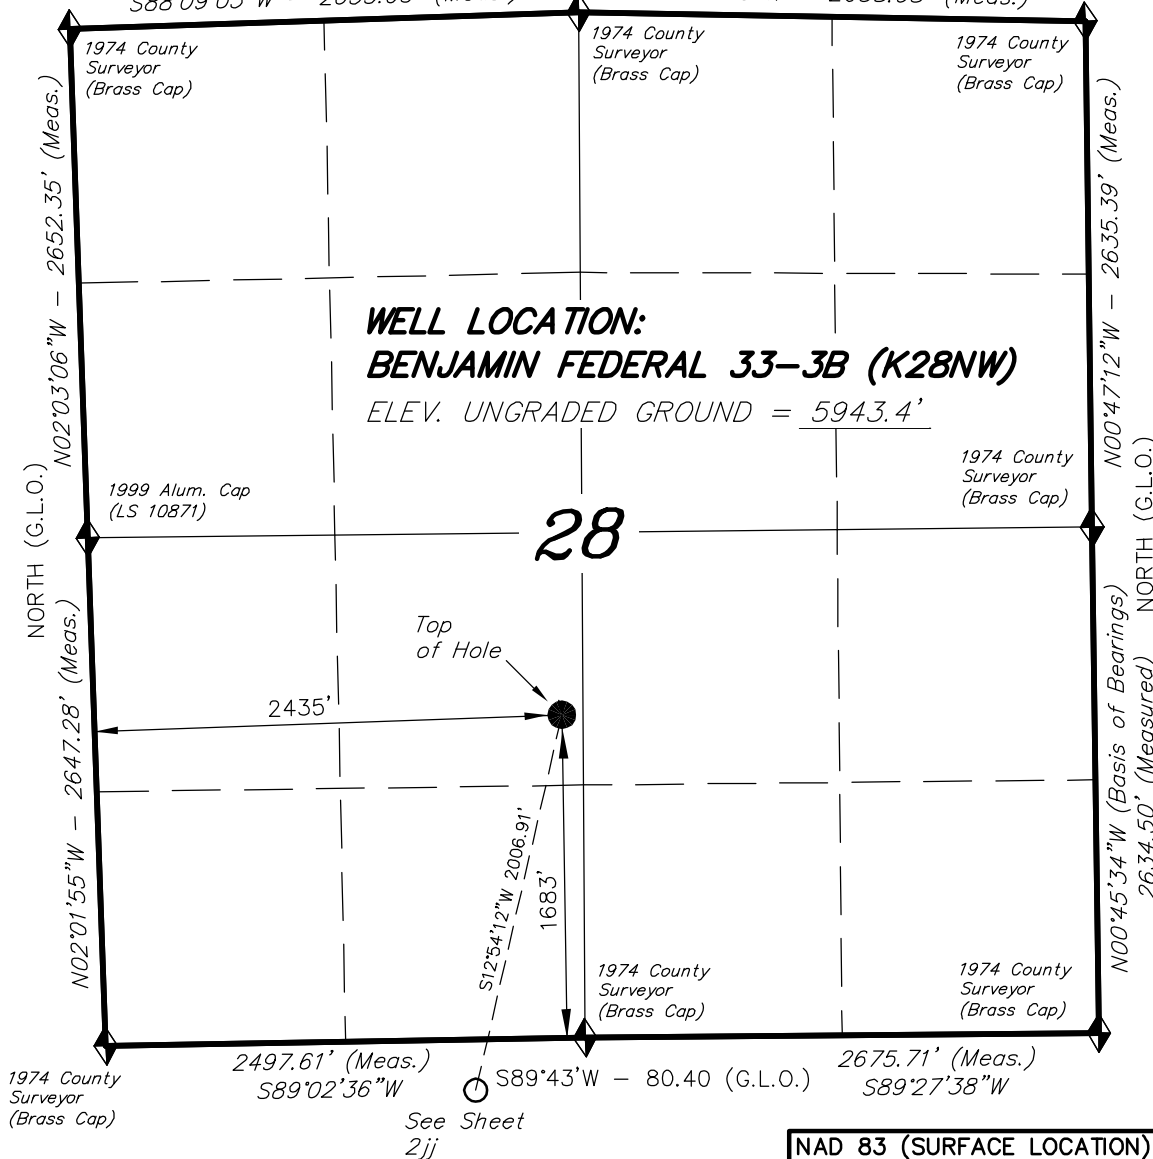 1974 County
Surveyor
(Brass Cap)
1974 County
Surveyor
(Brass Cap)
1974 County
Surveyor
(Brass Cap)
N02°03'06"W - 2652.35' (Meas.)
N00°47'12"W - 2635.39' (Meas.)
WELL LOCATION:
BENJAMIN FEDERAL 33-3B (K28NW)
ELEV. UNGRADED GROUND = 5943.4'
1974 County
Surveyor
(Brass Cap)
1999 Alum. Cap
(LS 10871)
NORTH (G.L.O.)
NORTH (G.L.O.)
28
Top
of Hole
2435'
N02°01'55"W - 2647.28' (Meas.)
N00°45'34"W (Basis of Bearings)
2634.50' (Measured)
S12°54'12"W 2006.91'
1683'
1974 County
Surveyor
(Brass Cap)
1974 County
Surveyor
(Brass Cap)
1974 County
Surveyor
(Brass Cap)
2497.61' (Meas.)
S89°02'36"W
S89°43'W - 80.40 (G.L.O.)
2675.71' (Meas.)
S89°27'38"W
See Sheet
2jj
NAD 83 (SURFACE LOCATION)